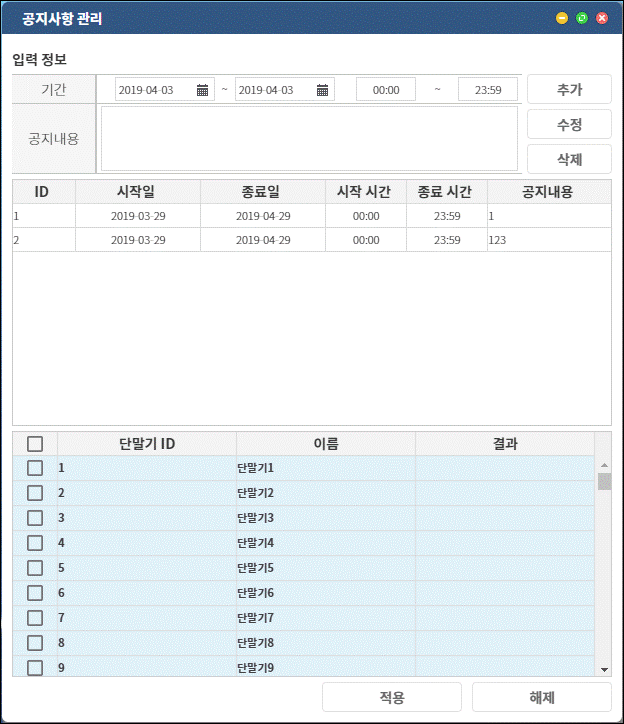 공지사항 관리
입력 정보
기간 2019-04-03 ~ 2019-04-03 00:00 ~ 23:59 추가
공지내용 수정
삭제
ID 시작일 종료일 시작 시간 종료 시간 공지내용
1 2019-03-29 2019-04-29 00:00 23:59 1
2 2019-03-29 2019-04-29 00:00 23:59 123
단말기 ID 이름 결과
1 단말기1
2 단말기2
3 단말기3
4 단말기4
5 단말기5
6 단말기6
7 단말기7
8 단말기8
9 단말기9
적용 해제